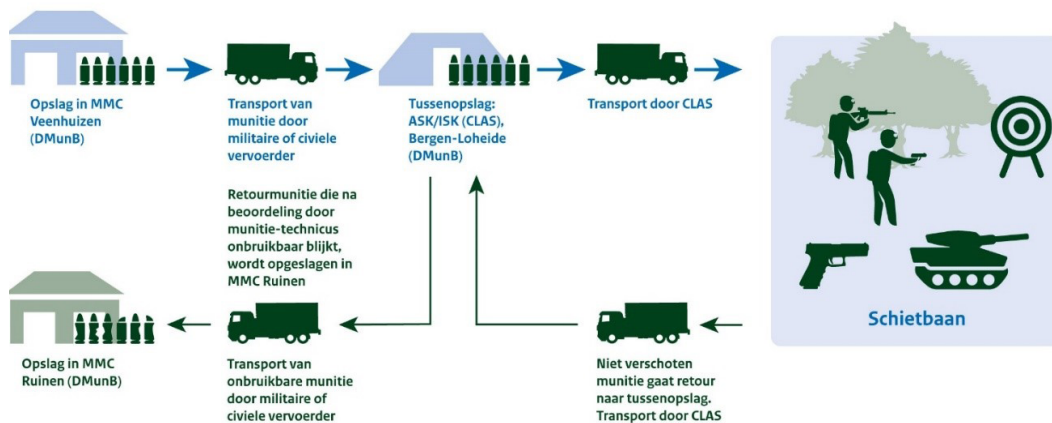 Opslag in MMC
Veenhuizen
(DMunB)
Transport van
munitie door
militaire of civiele
vervoerder
Tussenopslag:
ASK/ISK (CLAS),
Bergen-Loheide
(DMunB)
Transport door CLAS
Retourmunitie die na
beoordeling door
munitie-technicus
onbruikbaar blijkt,
wordt opgeslagen in
MMC Ruinen
Schietbaan
Opslag in MMC
Ruinen (DMunB)
Transport van
onbruikbare munitie
door militaire of
civiele vervoerder
Niet verschoten
munitie gaat retour
naar tussenopslag.
Transport door CLAS